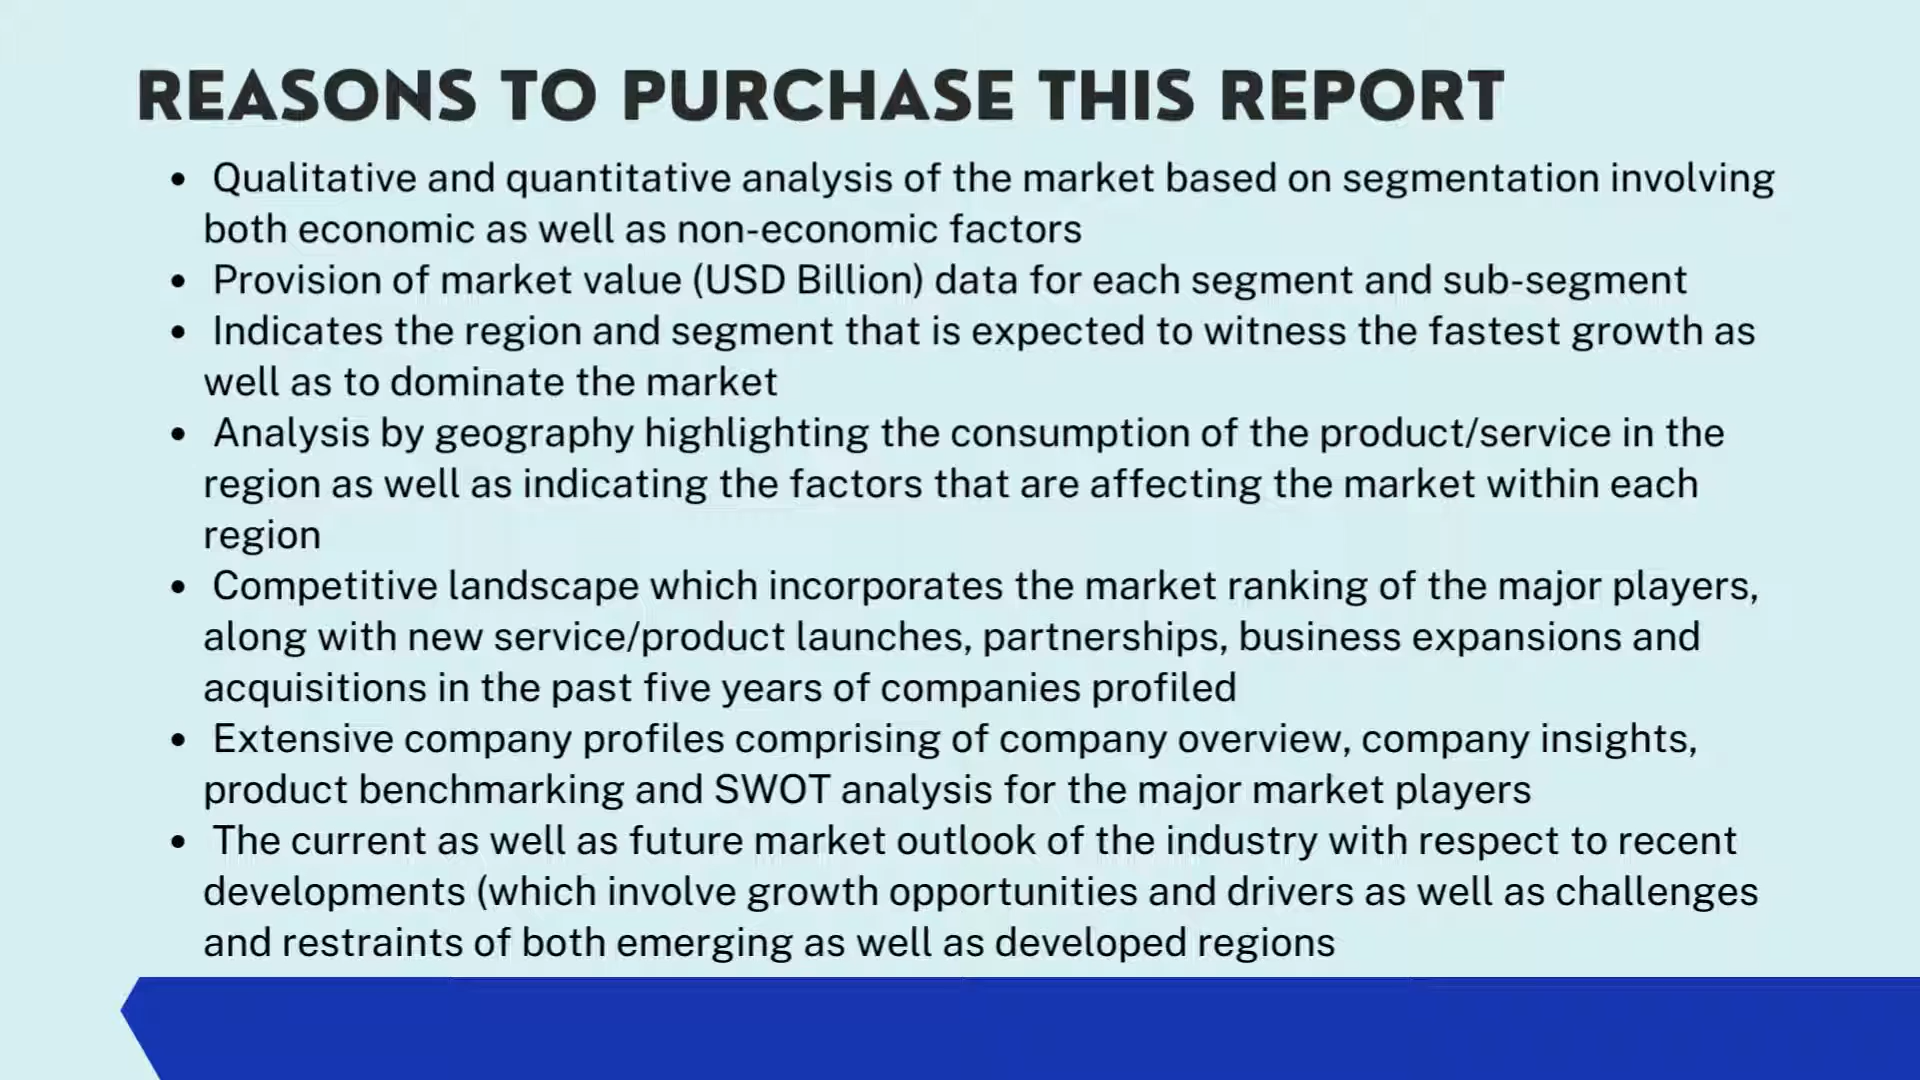 REASONS TO PURCHASE THIS REPORT
• Qualitative and quantitative analysis of the market based on segmentation involving
both economic as well as non-economic factors
• Provision of market value (USD Billion) data for each segment and sub-segment
• Indicates the region and segment that is expected to witness the fastest growth as
well as to dominate the market
• Analysis by geography highlighting the consumption of the product/service in the
region as well as indicating the factors that are affecting the market within each
region
• Competitive landscape which incorporates the market ranking of the major players,
along with new service/product launches, partnerships, business expansions and
acquisitions in the past five years of companies profiled
• Extensive company profiles comprising of company overview, company insights,
product benchmarking and SWOT analysis for the major market players
• The current as well as future market outlook of the industry with respect to recent
developments (which involve growth opportunities and drivers as well as challenges
and restraints of both emerging as well as developed regions